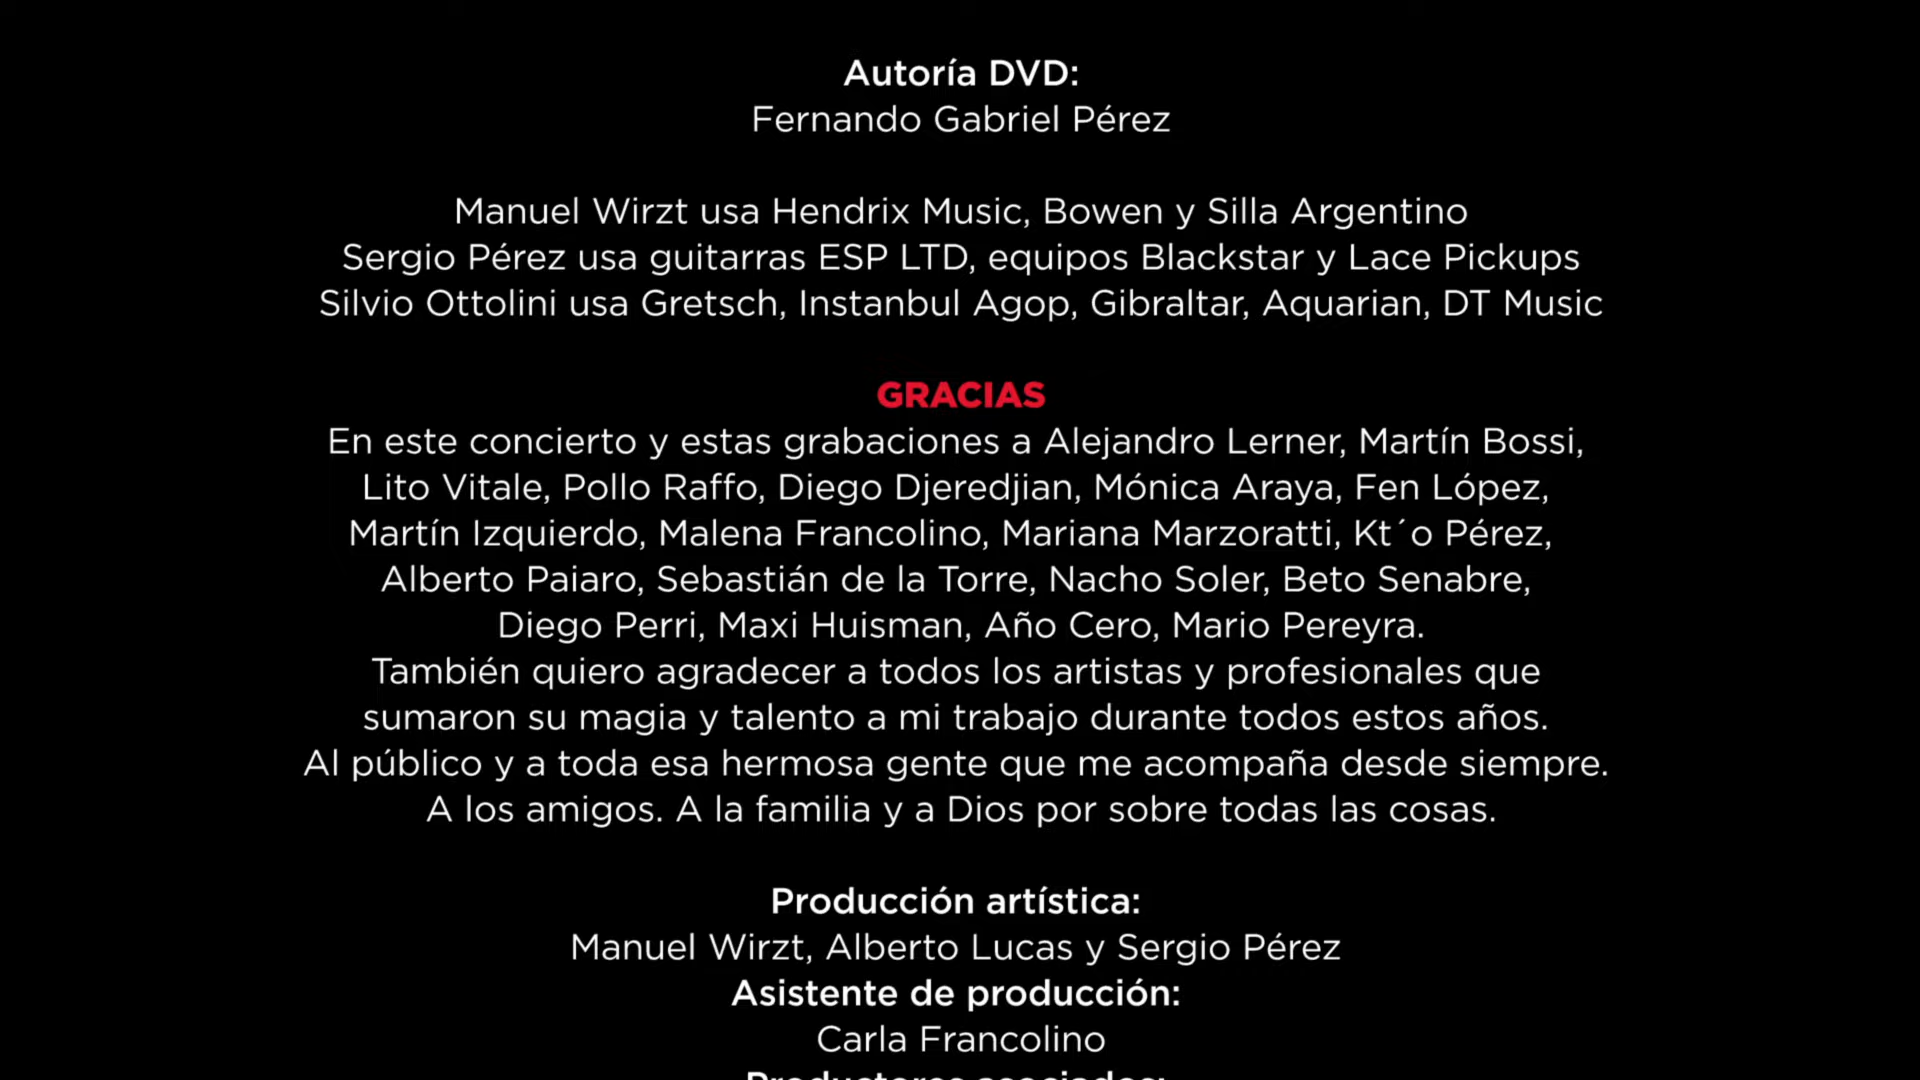 Autoría DVD:
Fernando Gabriel Pérez
Manuel Wirzt usa Hendrix Music, Bowen y Silla Argentino
Sergio Pérez usa guitarras ESP LTD, equipos Blackstar y Lace Pickups
Silvio Ottolini usa Gretsch, Instanbul Agop, Gibraltar, Aquarian, DT Music
GRACIAS
En este concierto y estas grabaciones a Alejandro Lerner, Martín Bossi,
Lito Vitale, Pollo Raffo, Diego Djeredjian, Mónica Araya, Fen López,
Martín Izquierdo, Malena Francolino, Mariana Marzoratti, Kt´o Pérez,
Alberto Paiaro, Sebastián de la Torre, Nacho Soler, Beto Senabre,
Diego Perri, Maxi Huisman, Año Cero, Mario Pereyra.
También quiero agradecer a todos los artistas y profesionales que
sumaron su magia y talento a mi trabajo durante todos estos años.
Al público y a toda esa hermosa gente que me acompaña desde siempre.
A los amigos. A la familia y a Dios por sobre todas las cosas.
Producción artística:
Manuel Wirzt, Alberto Lucas y Sergio Pérez
Asistente de producción:
Carla Francolino
Productores asociados: